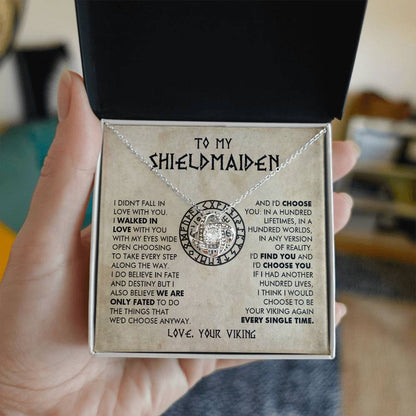 TO MY
SHIELDMAIDEN
I DIDN'T FALL IN
LOVE WITH YOU.
I WALKED IN
LOVE WITH YOU
WITH MY EYES WIDE
OPEN CHOOSING
TO TAKE EVERY STEP
ALONG THE WAY.
I DO BELIEVE IN FATE
AND DESTINY BUT I
ALSO BELIEVE WE ARE
ONLY FATED TO DO
THE THINGS THAT
WE'D CHOOSE ANYWAY.
AND I'D CHOOSE
YOU. IN A HUNDRED
LIFETIMES, IN A
HUNDRED WORLDS,
IN ANY VERSION
OF REALITY.
I'D FIND YOU AND
I'D CHOOSE YOU.
IF I HAD ANOTHER
HUNDRED LIVES,
I THINK I WOULD
CHOOSE TO BE
YOUR VIKING AGAIN
EVERY SINGLE TIME.
LOVE, YOUR VIKING